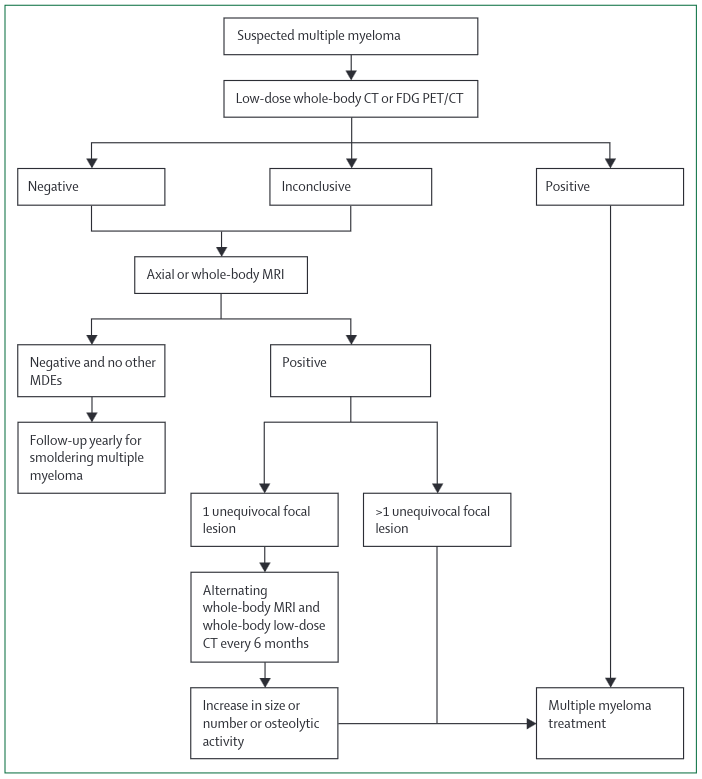 Suspected multiple myeloma
Low-dose whole-body CT or FDG PET/CT
Negative
Inconclusive
Positive
Axial or whole-body MRI
Negative and no other
MDEs
Positive
Follow-up yearly for
smoldering multiple
myeloma
1 unequivocal focal
lesion
>1 unequivocal focal
lesion
Alternating
whole-body MRI and
whole-body low-dose
CT every 6 months
Increase in size or
number or osteolytic
activity
Multiple myeloma
treatment